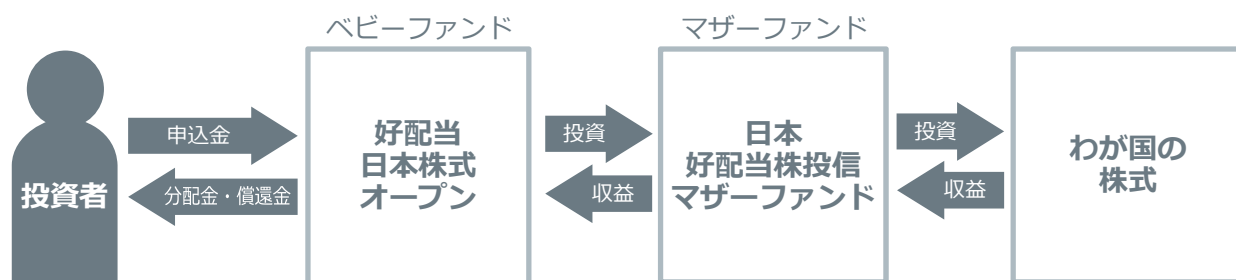 ベビーファンド
マザーファンド
投資者
申込金
分配金・償還金
好配当
日本株式
オープン
投資
収益
日本
好配当株投信
マザーファンド
投資
収益
わが国の
株式